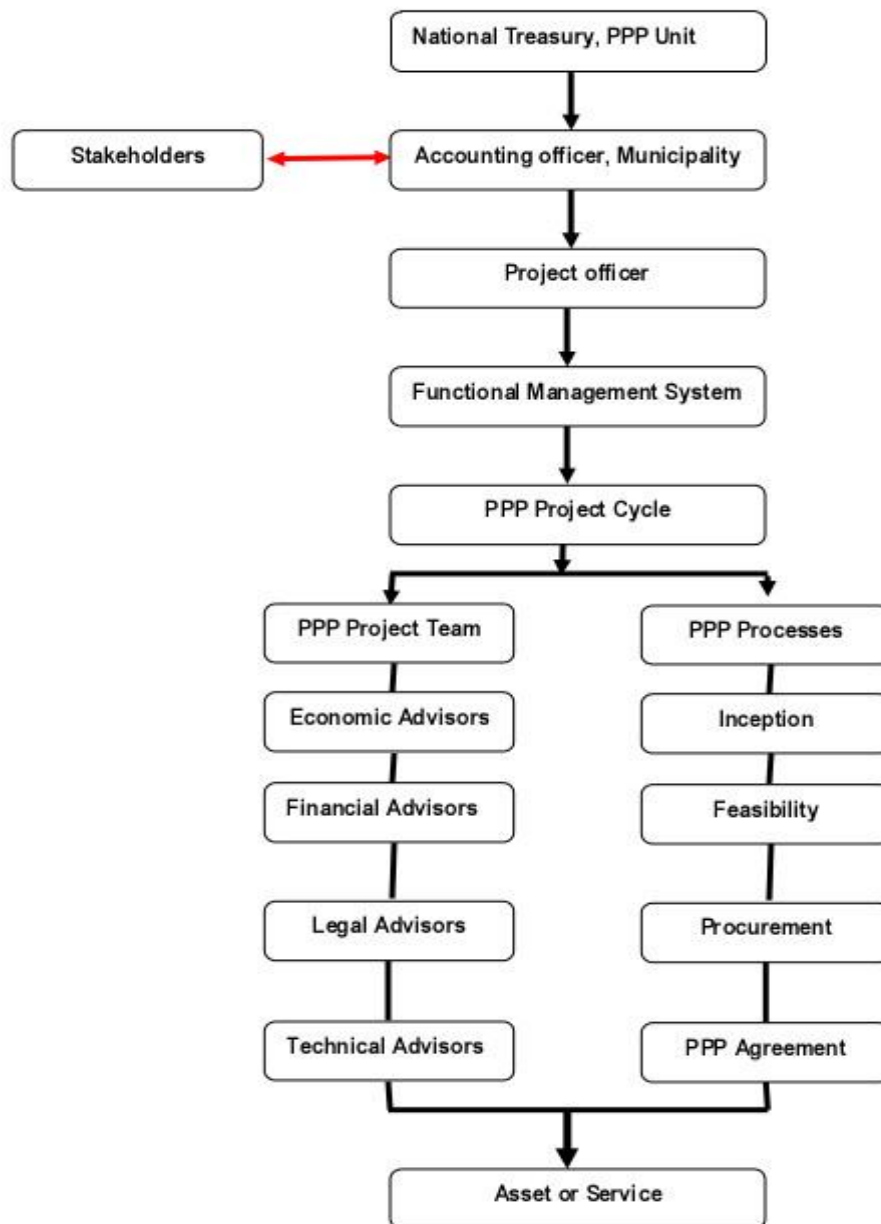 National Treasury, PPP Unit
Stakeholders
Accounting officer, Municipality
Project officer
Functional Management System
PPP Project Cycle
PPP Project Team
PPP Processes
Economic Advisors
Inception
Financial Advisors
Feasibility
Legal Advisors
Procurement
Technical Advisors
PPP Agreement
Asset or Service